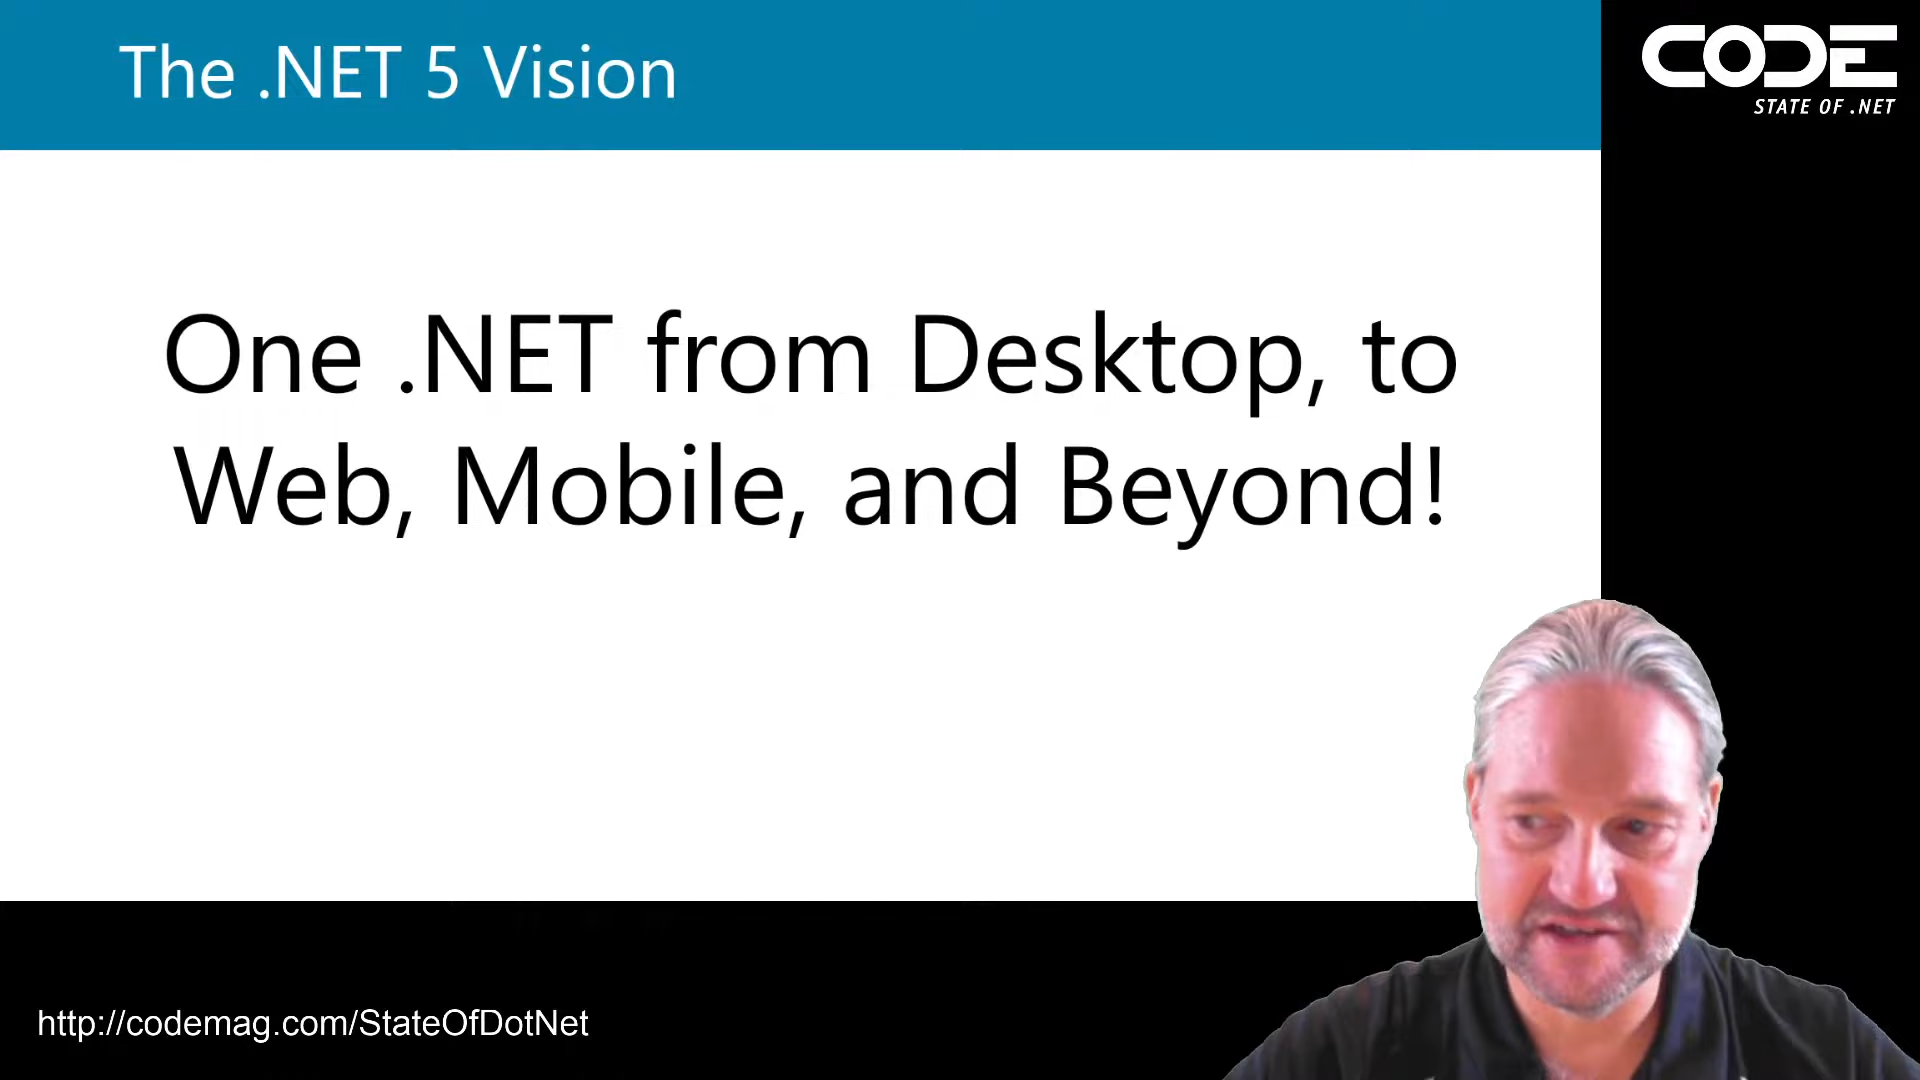 The .NET 5 Vision
CODE
STATE OF .NET
One .NET from Desktop, to
Web, Mobile, and Beyond!
http://codemag.com/StateOfDotNet